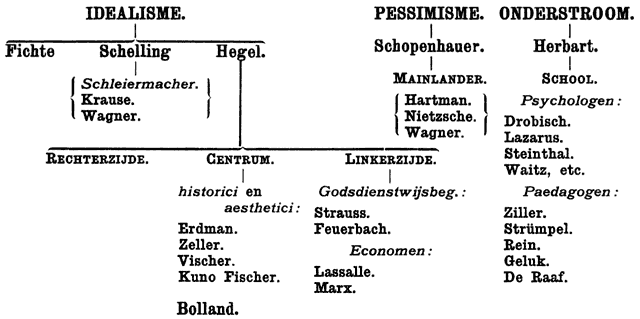 IDEALISME.
Fichte Schelling Hegel.
Schleiermacher.
Krause.
Wagner.
RECHTERZIJDE. CENTRUM. LINKERZIJDE.
historici en
aesthetici:
Erdman.
Zeller.
Vischer.
Kuno Fischer.
Bolland.
Godsdienstwijsbeg.:
Strauss.
Feuerbach.
Economen:
Lassalle.
Marx.
PESSIMISME.
Schopenhauer.
MAINLANDER.
Hartman.
Nietzsche.
Wagner.
ONDERSTROOM.
Herbart.
SCHOOL.
Psychologen:
Drobisch.
Lazarus.
Steinthal.
Waitz, etc.
Paedagogen:
Ziller.
Strümpel.
Rein.
Geluk.
De Raaf.